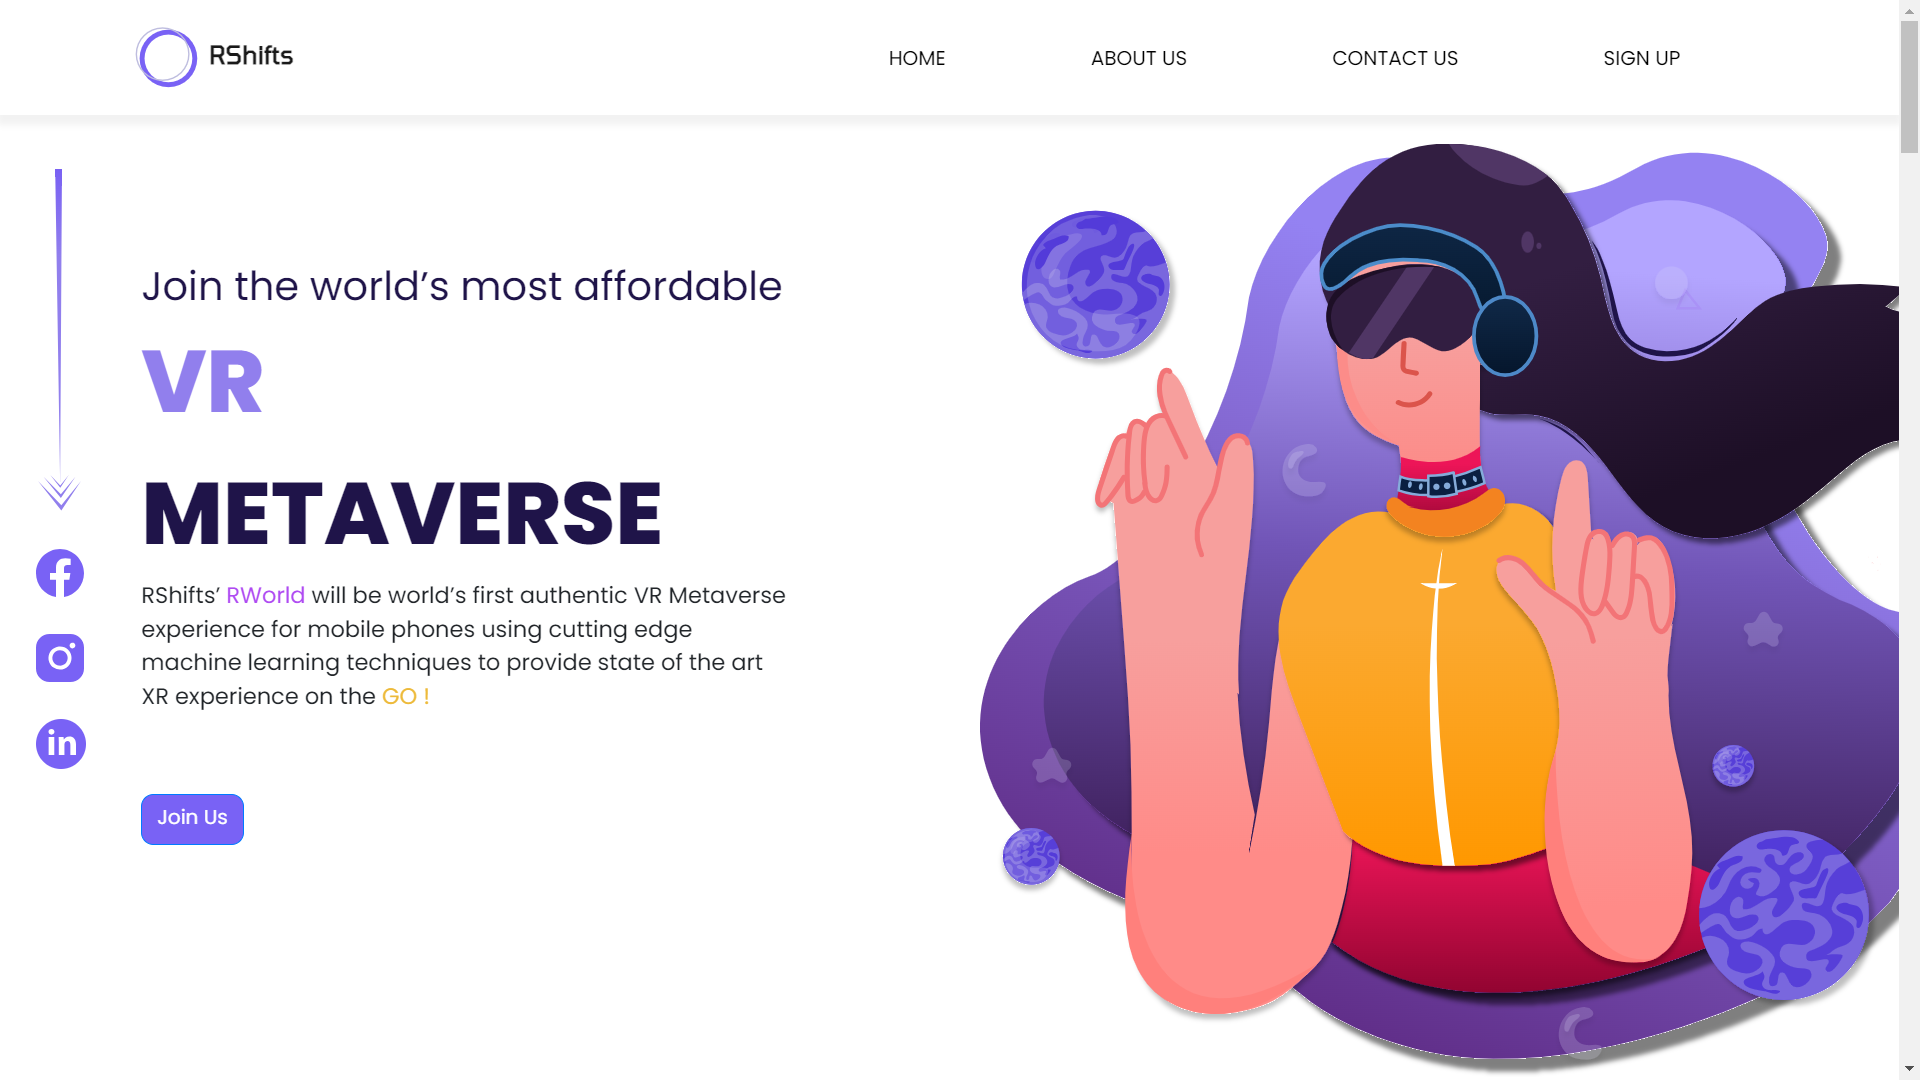 RShifts
HOME
ABOUT US
CONTACT US
SIGN UP
Join the world’s most affordable
VR
METAVERSE
RShifts’ RWorld will be world’s first authentic VR Metaverse
experience for mobile phones using cutting edge
machine learning techniques to provide state of the art
XR experience on the GO !
in
Join Us